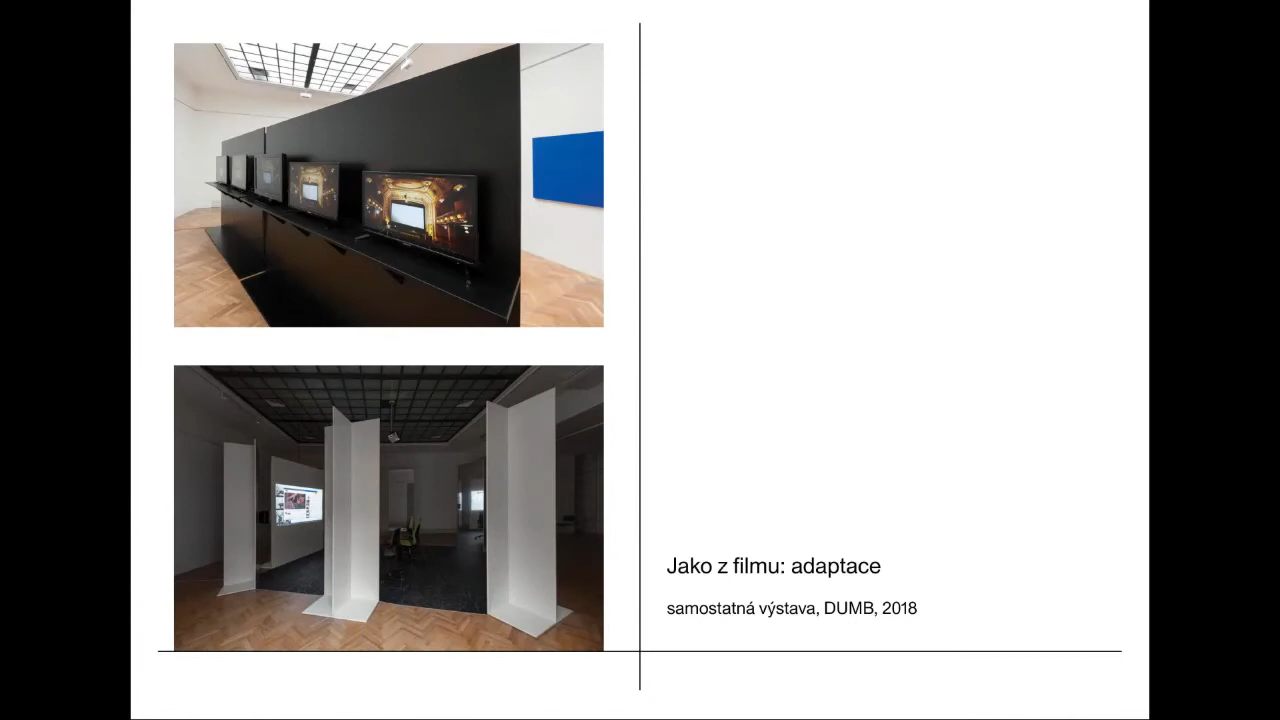 Jako z filmu: adaptace
samostatná výstava, DUMB, 2018